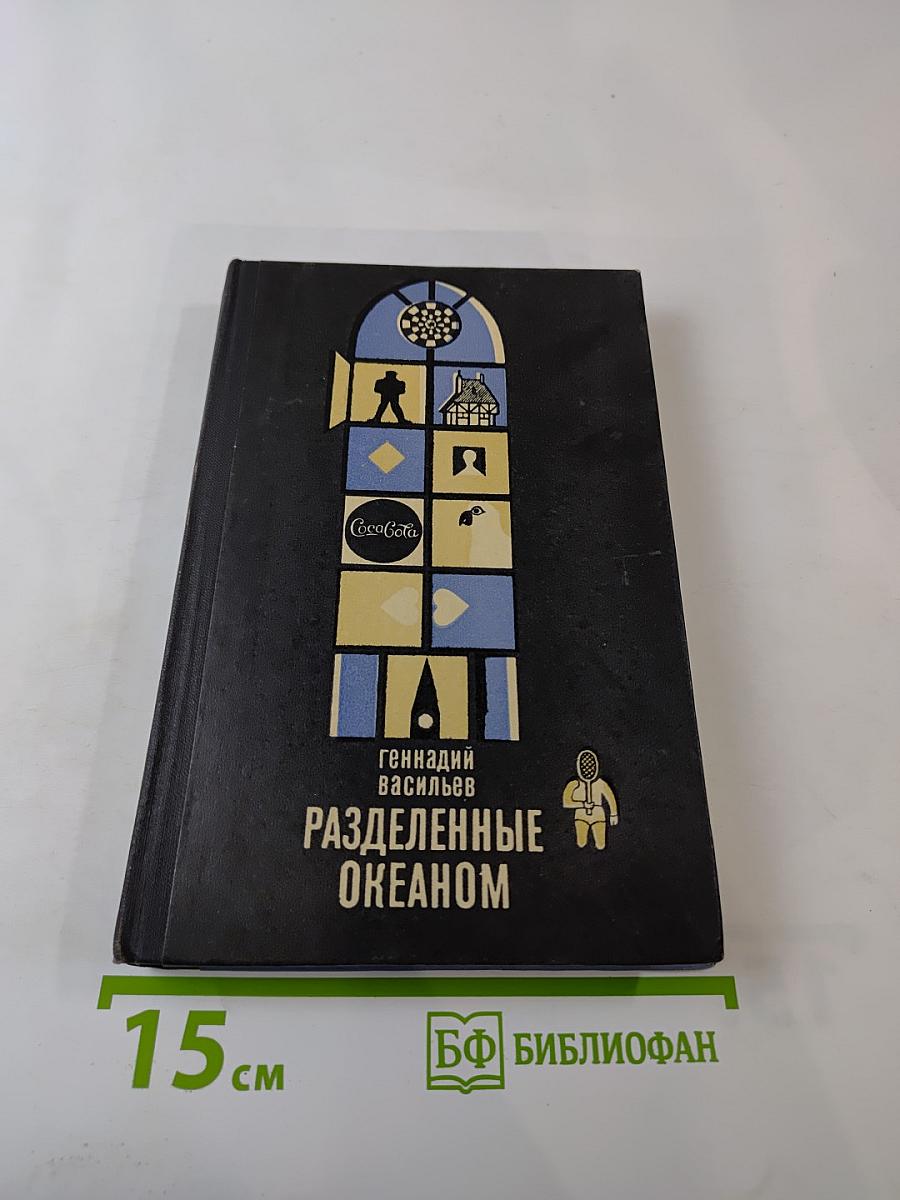 CocaCola
геннадий
васильев
РАЗДЕЛЕННЫЕ
ОКЕАНОМ
15 см
БФ БИБЛИОФАН